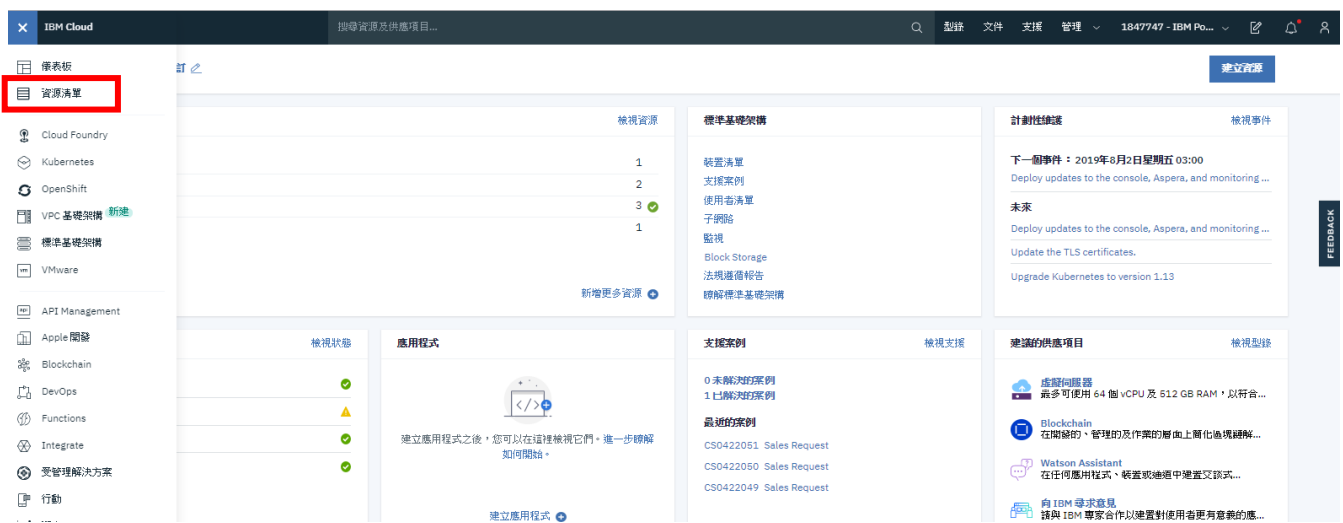 IBM Cloud
搜尋資源及供應項目...
型錄
文件
支援
管理
1847747 - IBM Po...
儀表板
訂
建立資源
資源清單
Cloud Foundry
Kubernetes
OpenShift
VPC 基礎架構 新建
標準基礎架構
VMware
API Management
Apple 開發
Blockchain
DevOps
Functions
Integrate
受管理解決方案
行動
檢視資源
1
2
3
1
新增更多資源
標準基礎架構
裝置清單
支援案例
使用者清單
子網路
監視
Block Storage
法規遵循報告
瞭解標準基礎架構
計劃性維護
檢視事件
下一個事件：2019年8月2日星期五 03:00
Deploy updates to the console, Aspera, and monitoring ...
未來
Deploy updates to the console, Aspera, and monitoring ...
Update the TLS certificates.
Upgrade Kubernetes to version 1.13
FEEDBACK
檢視狀態
應用程式
建立應用程式之後，您可以在這裡檢視它們。進一步瞭解
如何開始。
建立應用程式
支援案例
檢視支援
0 未解決的案例
1 已解決的案例
最近的案例
CS0422051 Sales Request
CS0422050 Sales Request
CS0422049 Sales Request
建議的供應項目
檢視型錄
虛擬伺服器
最多可使用 64 個 vCPU 及 512 GB RAM，以符合...
Blockchain
在開發的、管理的及作業的層面上簡化區塊鏈解...
Watson Assistant
在任何應用程式、裝置或通道中建置交談式...
向 IBM 尋求意見
請與 IBM 專家合作以建置對使用者更有意義的應...